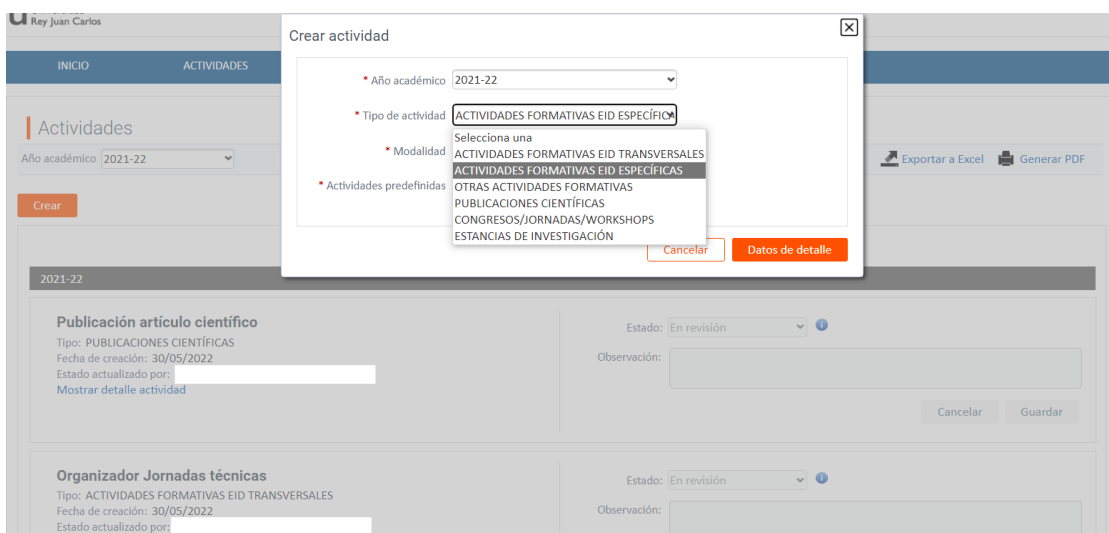 Rey Juan Carlos
Crear actividad
INICIO
ACTIVIDADES
* Año académico 2021-22
* Tipo de actividad ACTIVIDADES FORMATIVAS EID ESPECÍFICA
Selecciona una
ACTIVIDADES FORMATIVAS EID TRANSVERSALES
ACTIVIDADES FORMATIVAS EID ESPECÍFICAS
OTRAS ACTIVIDADES FORMATIVAS
PUBLICACIONES CIENTÍFICAS
CONGRESOS/JORNADAS/WORKSHOPS
ESTANCIAS DE INVESTIGACIÓN
* Modalidad
* Actividades predefinidas
Cancelar
Datos de detalle
Actividades
Año académico 2021-22
Exportar a Excel
Generar PDF
Crear
2021-22
Publicación artículo científico
Tipo: PUBLICACIONES CIENTÍFICAS
Fecha de creación: 30/05/2022
Estado actualizado por:
Mostrar detalle actividad
Estado: En revisión
Observación:
Cancelar
Guardar
Organizador Jornadas técnicas
Tipo: ACTIVIDADES FORMATIVAS EID TRANSVERSALES
Fecha de creación: 30/05/2022
Estado actualizado por:
Estado: En revisión
Observación: